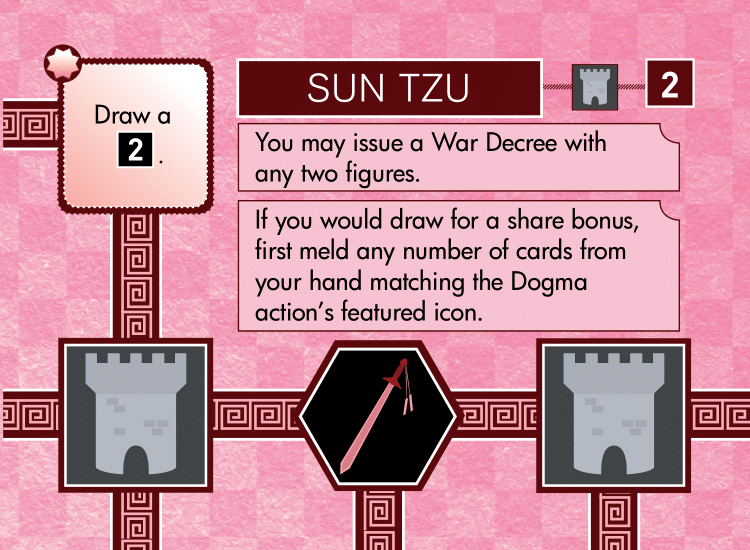 Draw a
2 .
SUN TZU
2
You may issue a War Decree with
any two figures.
If you would draw for a share bonus,
first meld any number of cards from
your hand matching the Dogma
action's featured icon.